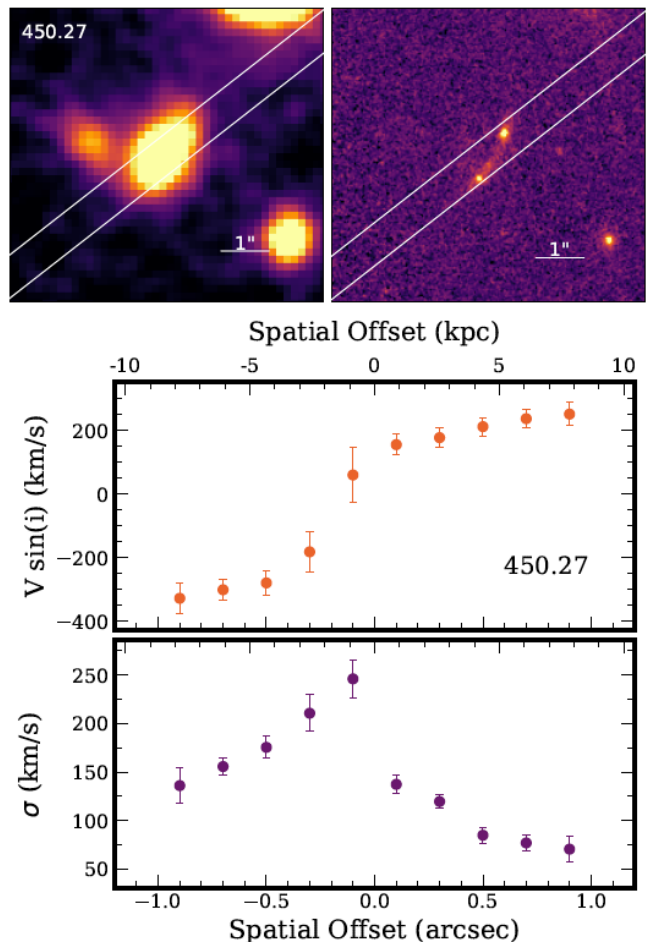 450.27
1"
1"
Spatial Offset (kpc)
-10 -5 0 5 10
200
0
−200
−400
V sin(i) (km/s)
450.27
250
200
150
100
50
σ (km/s)
−1.0 −0.5 0.0 0.5 1.0
Spatial Offset (arcsec)